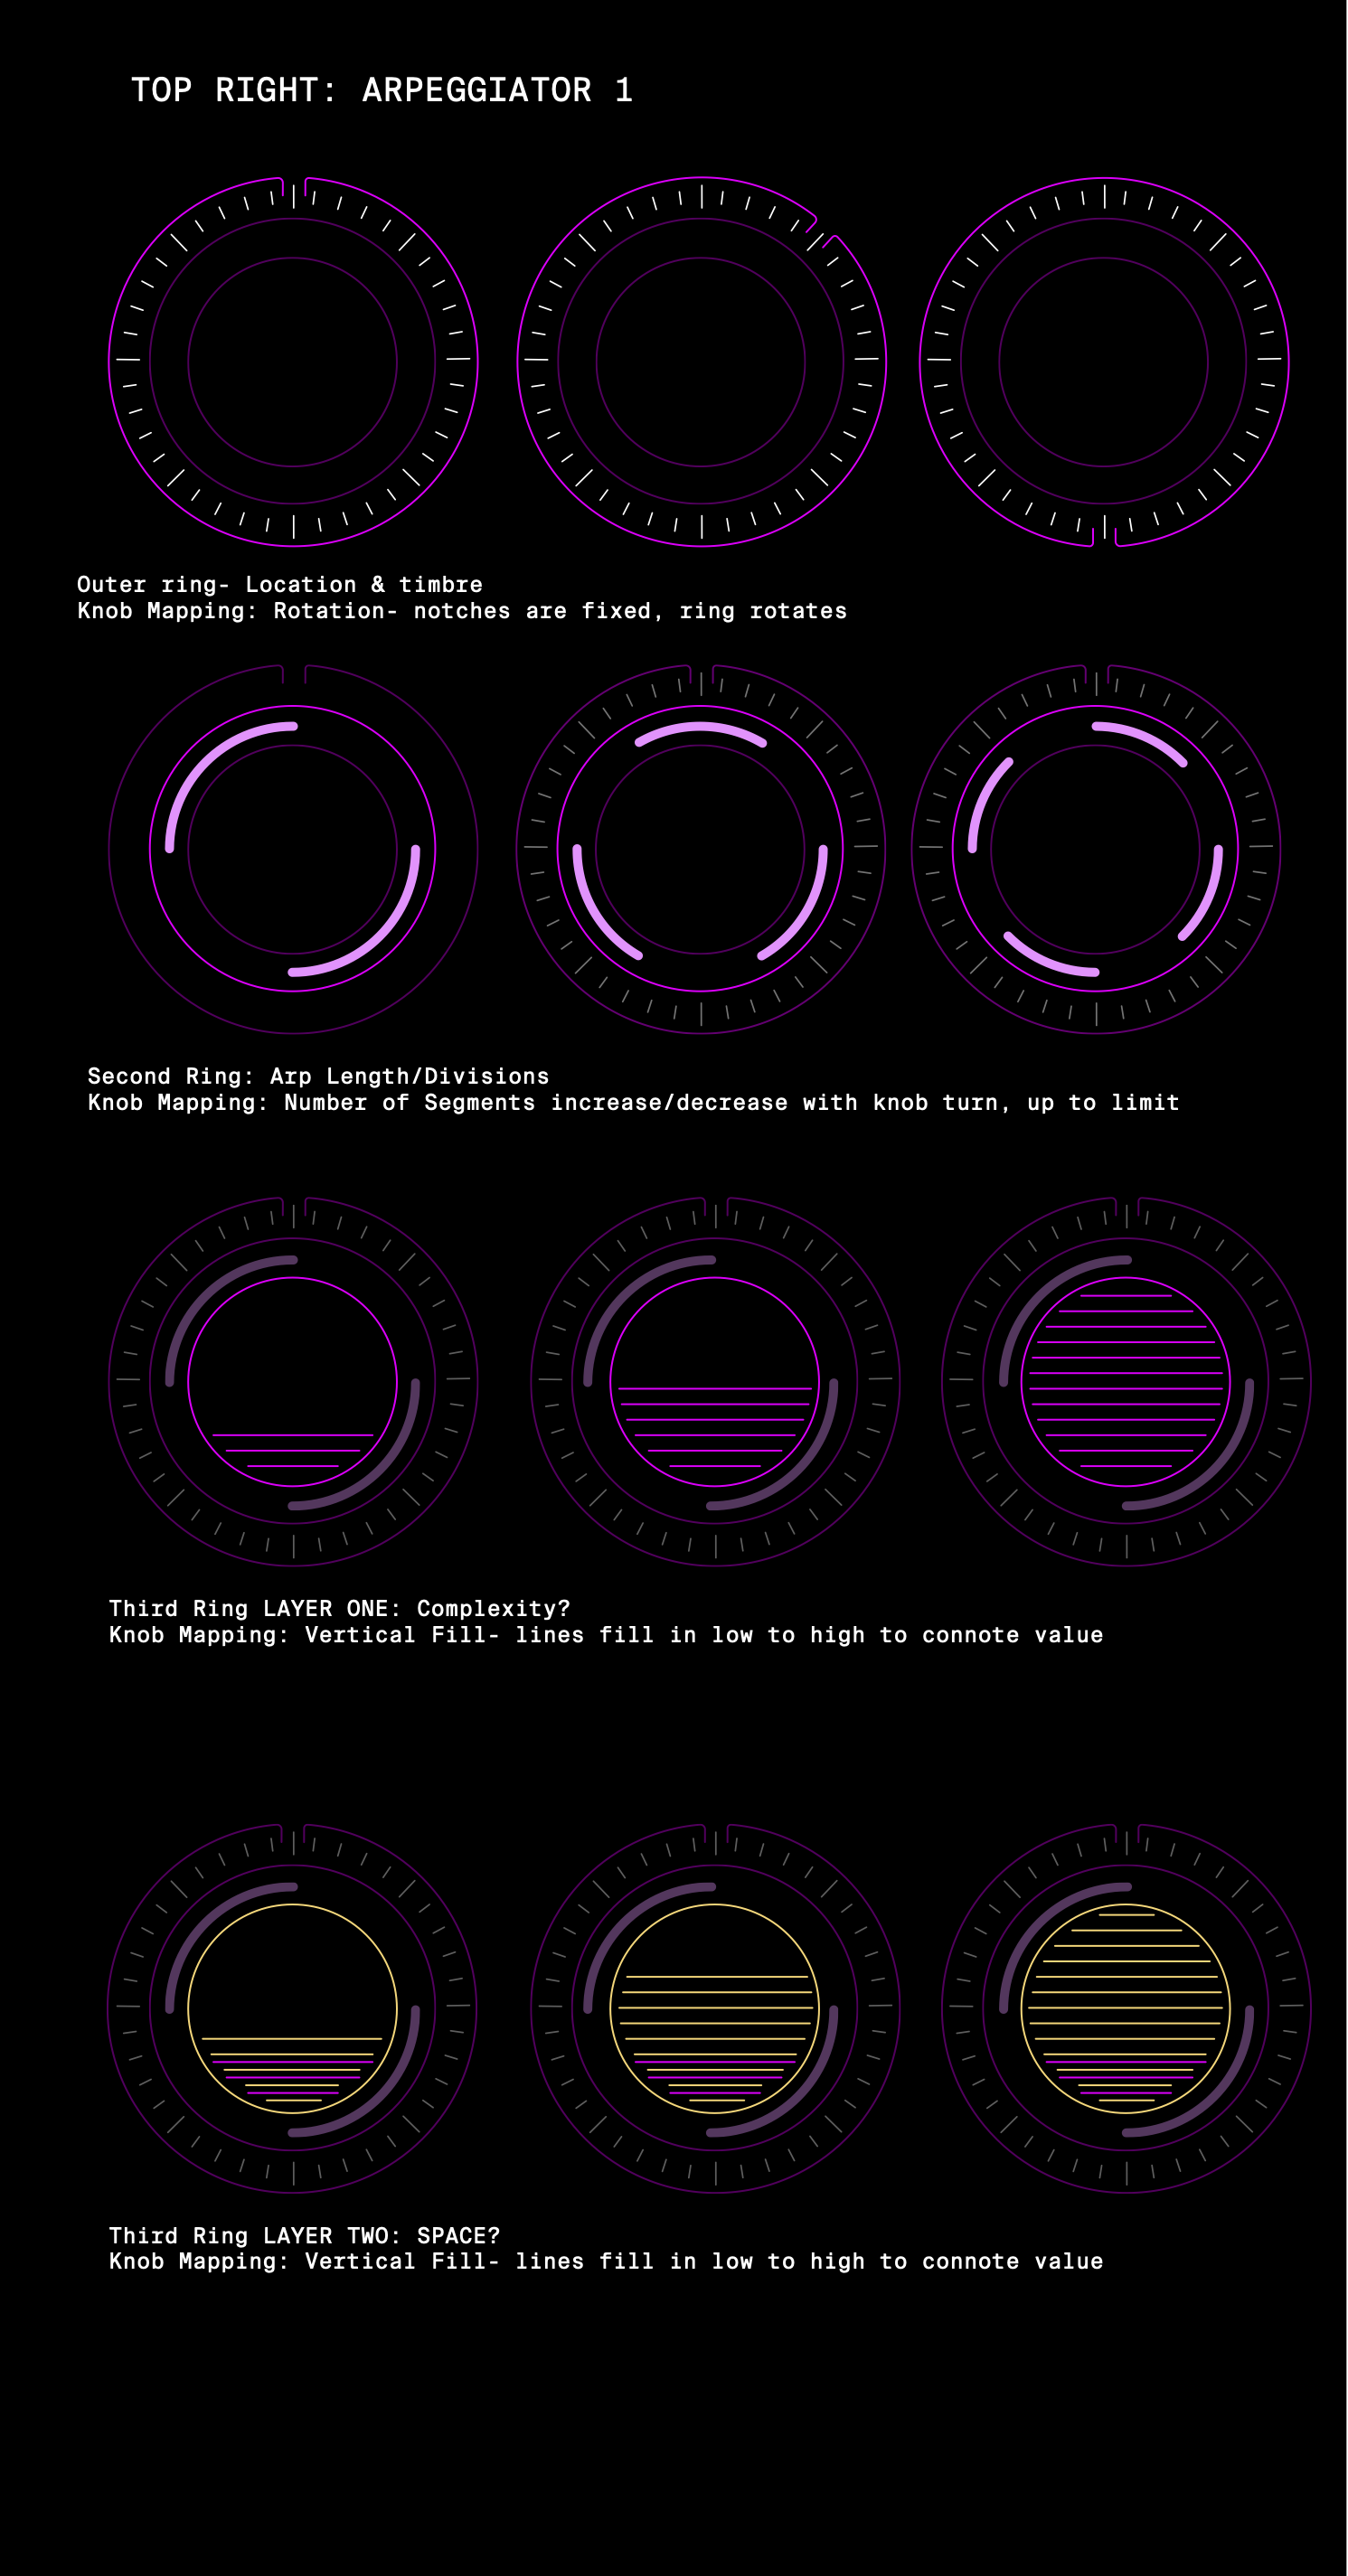 TOP RIGHT: ARPEGGIATOR 1
Outer ring- Location & timbre
Knob Mapping: Rotation- notches are fixed, ring rotates
Second Ring: Arp Length/Divisions
Knob Mapping: Number of Segments increase/decrease with knob turn, up to limit
Third Ring LAYER ONE: Complexity?
Knob Mapping: Vertical Fill- lines fill in low to high to connote value
Third Ring LAYER TWO: SPACE?
Knob Mapping: Vertical Fill- lines fill in low to high to connote value